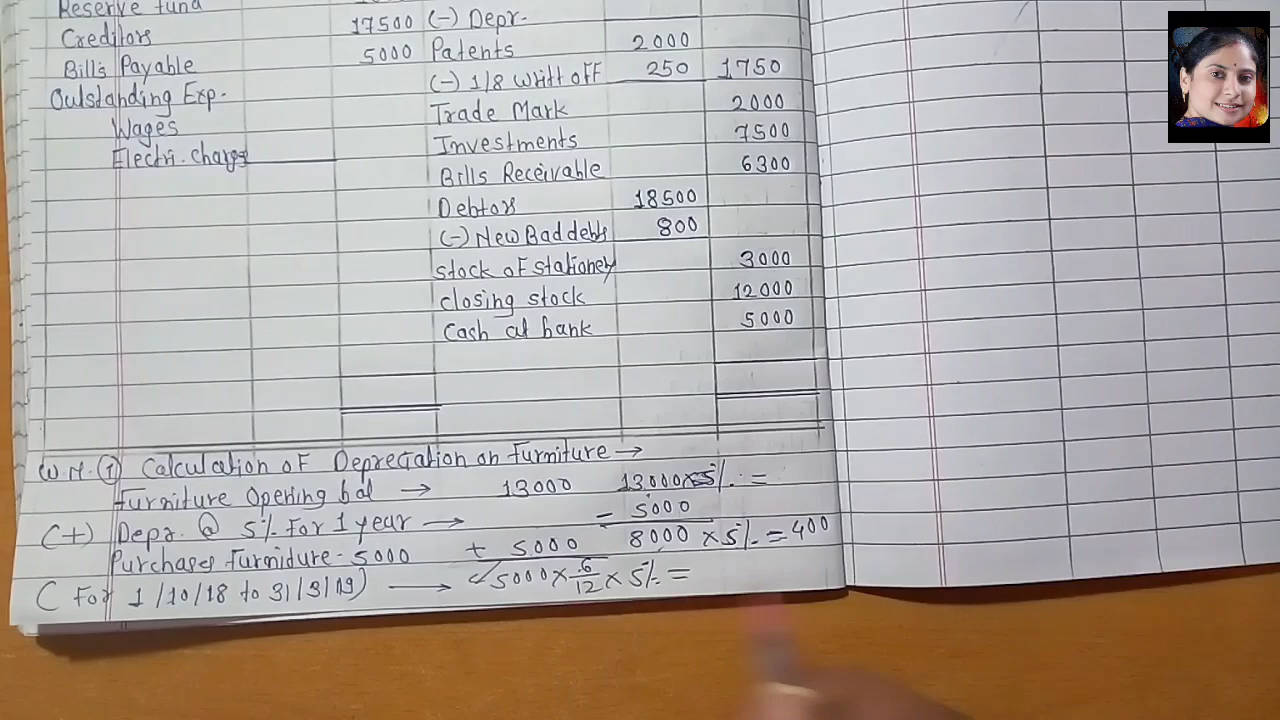 Reserve fund
Creditors 17500
Bills Payable 5000
Outstanding Exp.
Wages
Electri. charges
(-) Depr.
Patents 2000
(-) 1/8 writt off 250 1750
Trade Mark 2000
Investments 7500
Bills Receivable 6300
Debtors 18500
(-) New Bad debts 800
Stock of stationery 3000
closing stock 12000
Cash at bank 5000
W.N. (1) Calculation of Depreciation on furniture →
Furniture Opening bal → 13000 13000×5%. =
- 5000
(+) Depr. @ 5% For 1 year → 8000 × 5% = 400
Purchases furniture - 5000 + 5000
( For 1/10/18 to 31/3/19) → 5000 × 6/12 × 5% =